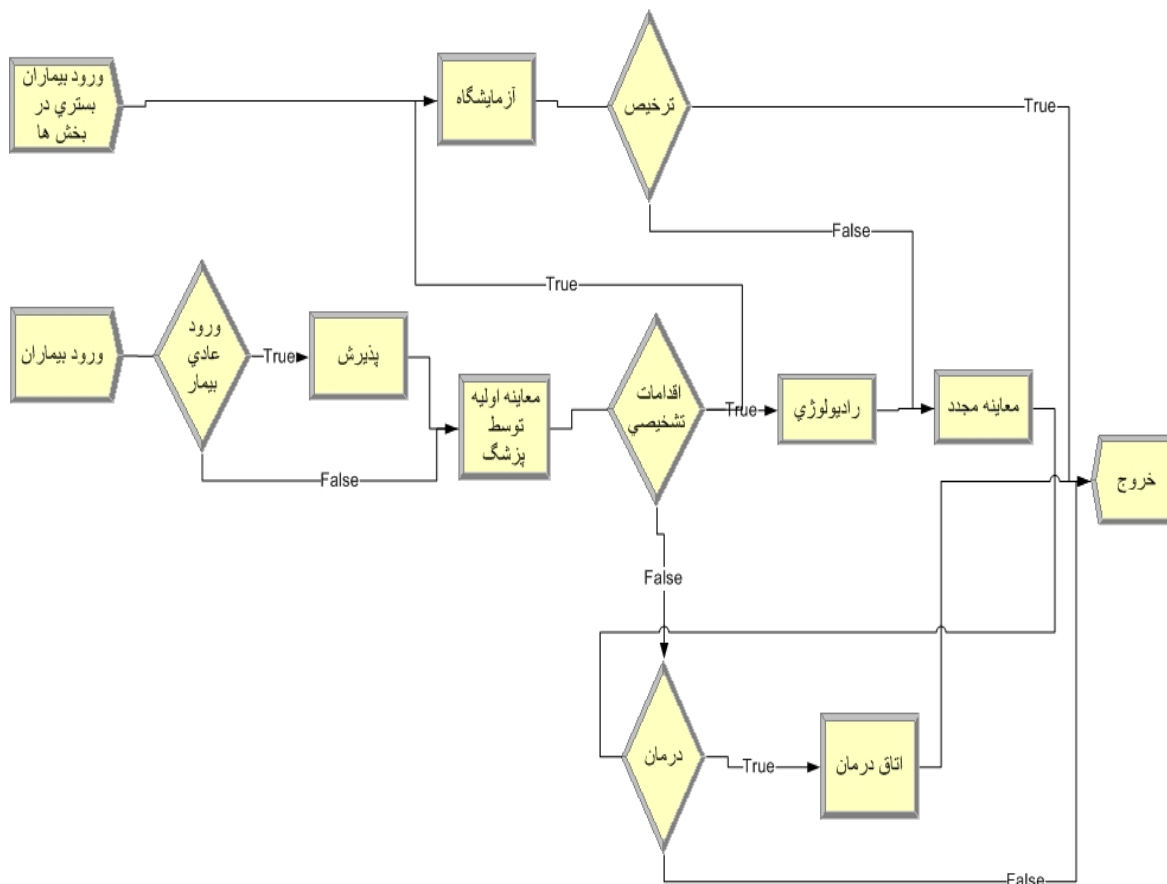 ورود بيماران
بستري در
بخش ها
آزمايشگاه
ترخيص
True
False
True
ورود بيماران
ورود
عادي
بيمار
True
پذيرش
False
معاينه اوليه
توسط
پزشگ
اقدامات
تشخيصي
True
راديولوژي
معاينه مجدد
خروج
False
درمان
True
اتاق درمان
False